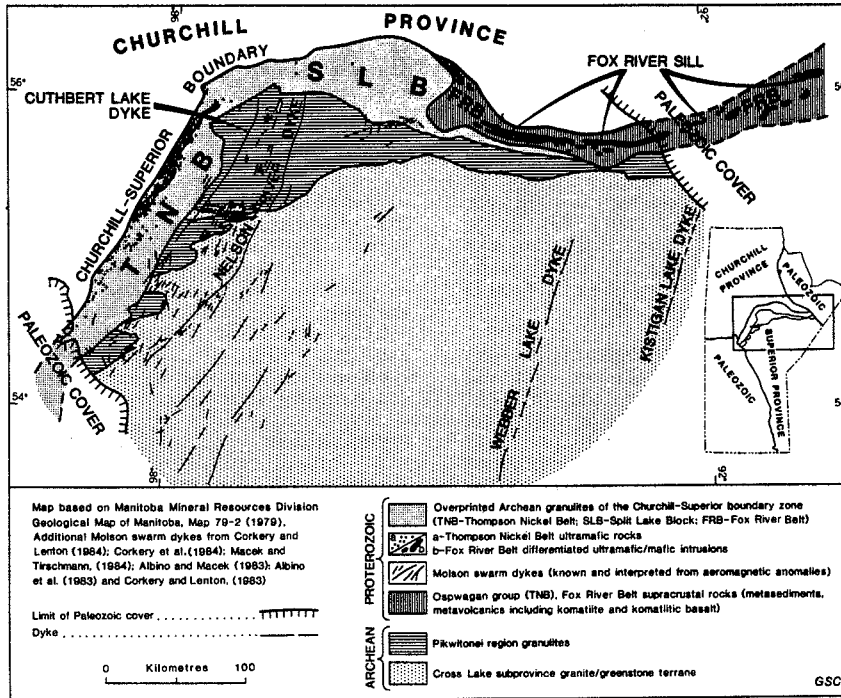 CHURCHILL PROVINCE
98°
92°
56°
BOUNDARY
S L B
FOX RIVER SILL
CUTHBERT LAKE
DYKE
FRB
FRB
PALEOZOIC COVER
CHURCHILL-SUPERIOR
T N B
NELSON RIVER DYKE
WEBBER LAKE DYKE
KISTIGAN LAKE DYKE
PALEOZOIC COVER
54°
98°
92°
CHURCHILL
PROVINCE
PALEOZOIC
SUPERIOR
PROVINCE
PALEOZOIC
Map based on Manitoba Mineral Resources Division
Geological Map of Manitoba, Map 79-2 (1979).
Additional Molson swarm dykes from Corkery and
Lenton (1984); Corkery et al.(1984); Macek and
Tirschmann, (1984); Albino and Macek (1983); Albino
et al. (1983) and Corkery and Lenton, (1983)
Limit of Paleozoic cover
Dyke
0 Kilometres 100
PROTEROZOIC
Overprinted Archean granulites of the Churchill-Superior boundary zone
(TNB-Thompson Nickel Belt; SLB-Split Lake Block; FRB-Fox River Belt)
a-Thompson Nickel Belt ultramafic rocks
b-Fox River Belt differentiated ultramafic/mafic intrusions
Molson swarm dykes (known and interpreted from aeromagnetic anomalies)
Ospwagan group (TNB), Fox River Belt supracrustal rocks (metasediments,
metavolcanics including komatiite and komatiitic basalt)
ARCHEAN
Pikwitonei region granulites
Cross Lake subprovince granite/greenstone terrane
GSC